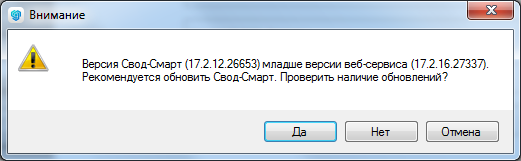 Внимание
Версия Свод-Смарт (17.2.12.26653) младше версии веб-сервиса (17.2.16.27337).
Рекомендуется обновить Свод-Смарт. Проверить наличие обновлений?
Да
Нет
Отмена